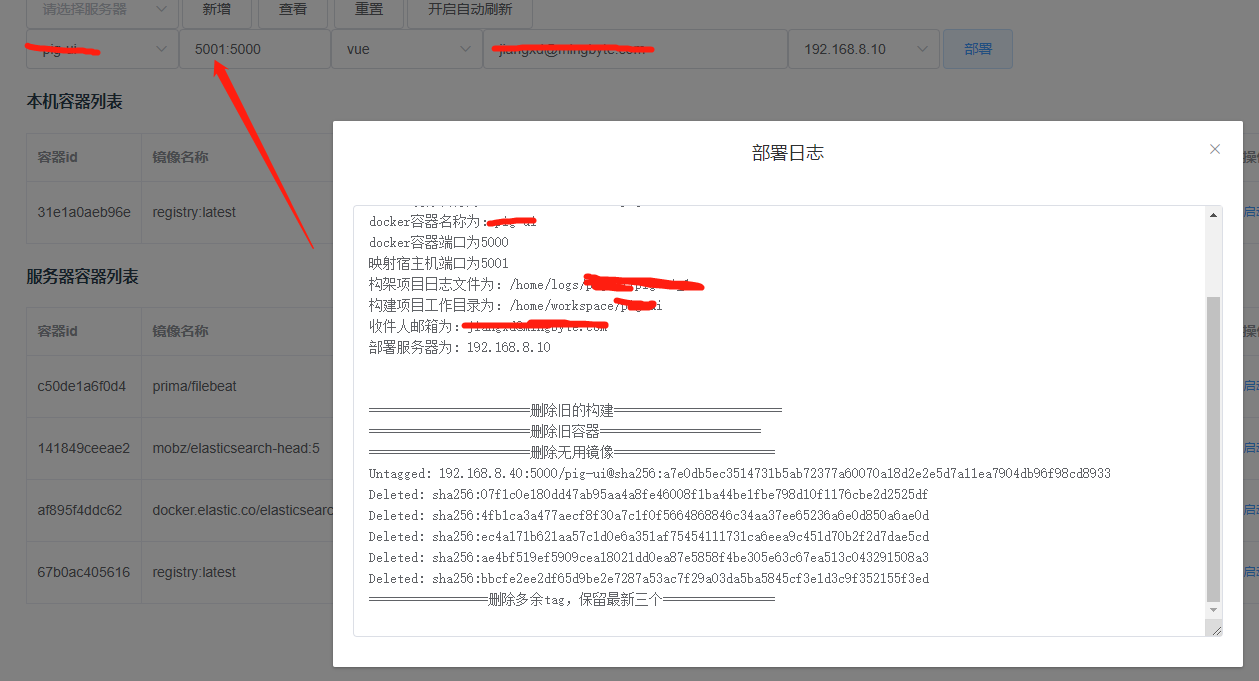 请选择服务器 新增 查看 重置 开启自动刷新
5001:5000 vue 192.168.8.10 部署
本机容器列表
容器id 镜像名称
31e1a0aeb96e registry:latest
服务器容器列表
容器id 镜像名称
c50de1a6f0d4 prima/filebeat
141849ceeae2 mobz/elasticsearch-head:5
af895f4ddc62 docker.elastic.co/elasticsearc
67b0ac405616 registry:latest
部署日志
docker容器名称为:
docker容器端口为5000
映射宿主机端口为5001
构架项目日志文件为: /home/logs/
构建项目工作目录为: /home/workspace/
收件人邮箱为:
部署服务器为: 192.168.8.10
=======================删除旧的构建========================
=======================删除旧容器=======================
=======================删除无用镜像=======================
Untagged: 192.168.8.40:5000/pig-ui@sha256:a7e0db5ec3514731b5ab72377a60070a18d2e2e5d7a11ea7904db96f98cd8933
Deleted: sha256:07f1c0e180dd47ab95aa4a8fe46008f1ba44be1fbe798d10f1176cbe2d2525df
Deleted: sha256:4fb1ca3a477aecf8f30a7c1f0f5664868846c34aa37ee65236a6e0d850a6ae0d
Deleted: sha256:ec4a171b621aa57c1d0e6a351af75454111731ca6eea9c451d70b2f2d7dae5cd
Deleted: sha256:ae4bf519ef5909cea18021dd0ea87e5858f4be305e63c67ea513c043291508a3
Deleted: sha256:bbcfe2ee2df65d9be2e7287a53ac7f29a03da5ba5845cf3e1d3c9f352155f3ed
=================删除多余tag，保留最新三个================